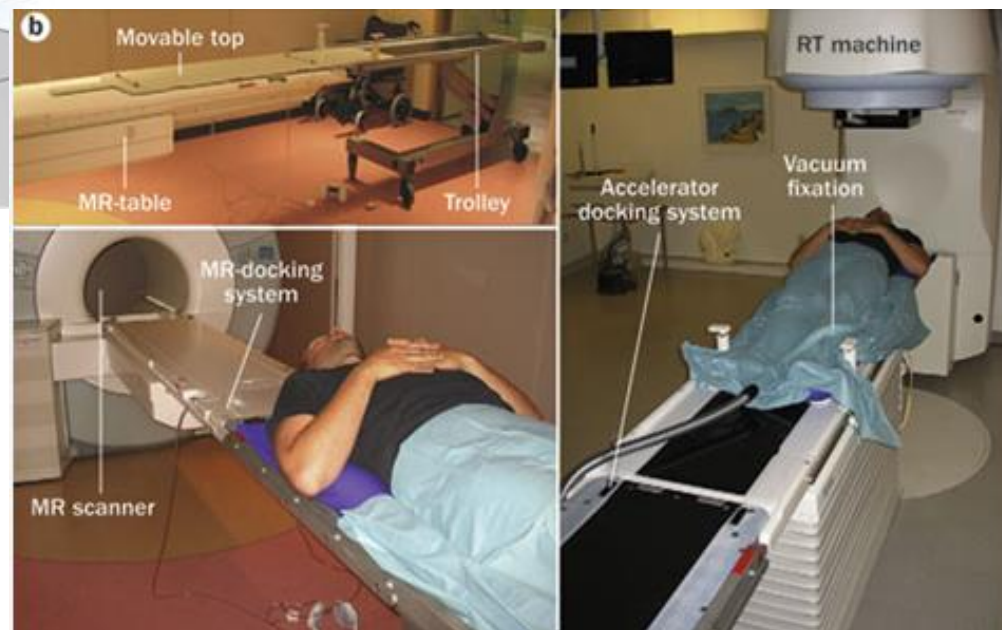 b
Movable top
MR-table
Trolley
MR-docking
system
MR scanner
RT machine
Vacuum
fixation
Accelerator
docking system